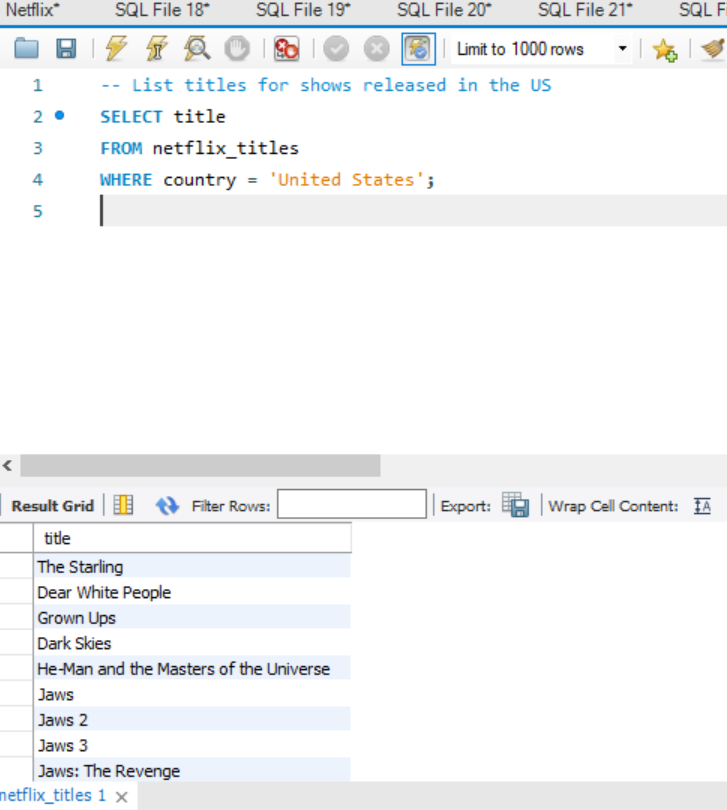 Netflix* SQL File 18* SQL File 19* SQL File 20* SQL File 21* SQL F
Limit to 1000 rows
1 -- List titles for shows released in the US
2 SELECT title
3 FROM netflix_titles
4 WHERE country = 'United States';
5
Result Grid Filter Rows: Export: Wrap Cell Content: IA
title
The Starling
Dear White People
Grown Ups
Dark Skies
He-Man and the Masters of the Universe
Jaws
Jaws 2
Jaws 3
Jaws: The Revenge
netflix_titles 1